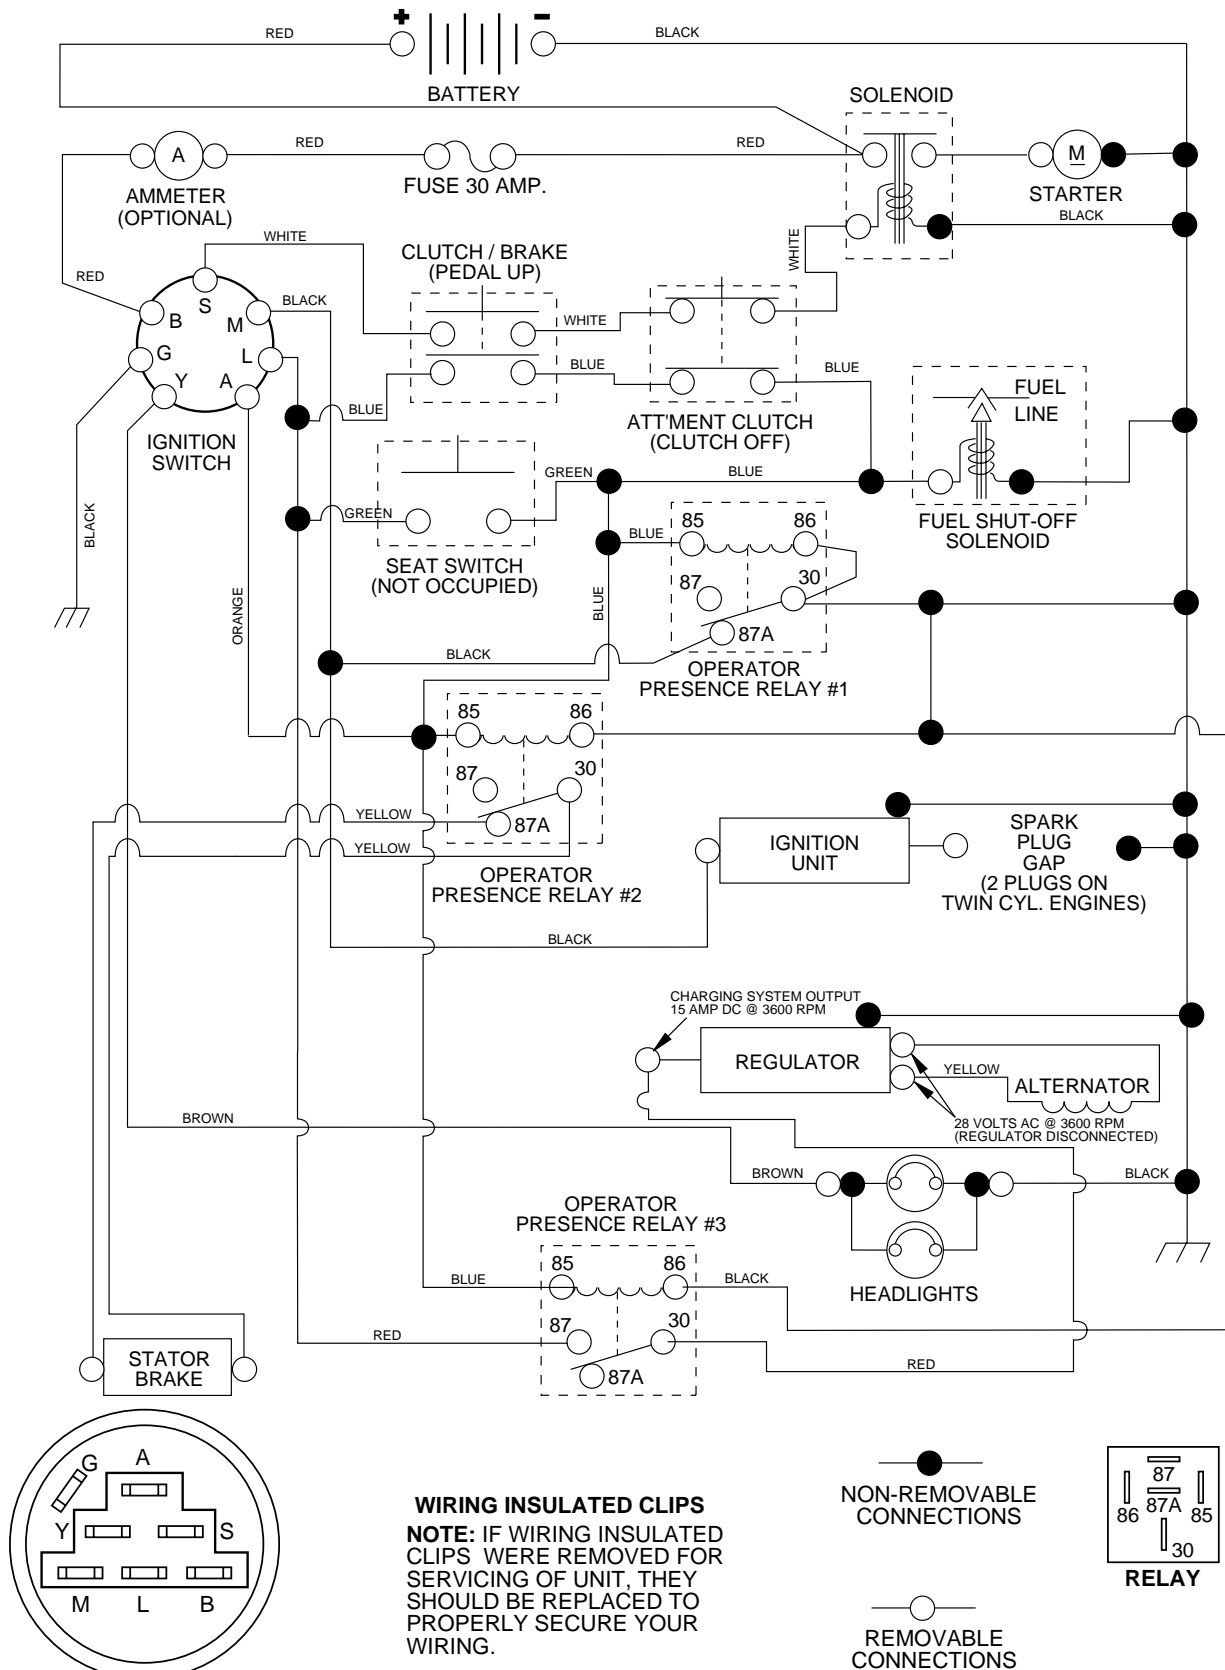 + -
RED
BLACK
BATTERY
SOLENOID
A
RED
RED
M
AMMETER
(OPTIONAL)
FUSE 30 AMP.
STARTER
BLACK
WHITE
WHITE
CLUTCH / BRAKE
(PEDAL UP)
RED
BLACK
S
B
M
G
L
Y
A
WHITE
BLUE
BLUE
BLUE
IGNITION
SWITCH
ATT'MENT CLUTCH
(CLUTCH OFF)
FUEL
LINE
GREEN
BLUE
GREEN
FUEL SHUT-OFF
SOLENOID
BLACK
SEAT SWITCH
(NOT OCCUPIED)
BLUE
85
86
87
30
87A
BLUE
ORANGE
BLACK
OPERATOR
PRESENCE RELAY #1
85
86
87
30
87A
YELLOW
YELLOW
OPERATOR
PRESENCE RELAY #2
IGNITION
UNIT
SPARK
PLUG
GAP
(2 PLUGS ON
TWIN CYL. ENGINES)
BLACK
CHARGING SYSTEM OUTPUT
15 AMP DC @ 3600 RPM
REGULATOR
YELLOW
ALTERNATOR
28 VOLTS AC @ 3600 RPM
(REGULATOR DISCONNECTED)
BROWN
BROWN
BLACK
HEADLIGHTS
OPERATOR
PRESENCE RELAY #3
BLUE
85
86
BLACK
RED
87
30
87A
RED
STATOR
BRAKE
G
A
Y
S
M
L
B
WIRING INSULATED CLIPS
NOTE: IF WIRING INSULATED
CLIPS WERE REMOVED FOR
SERVICING OF UNIT, THEY
SHOULD BE REPLACED TO
PROPERLY SECURE YOUR
WIRING.
NON-REMOVABLE
CONNECTIONS
REMOVABLE
CONNECTIONS
87
87A
86
85
30
RELAY